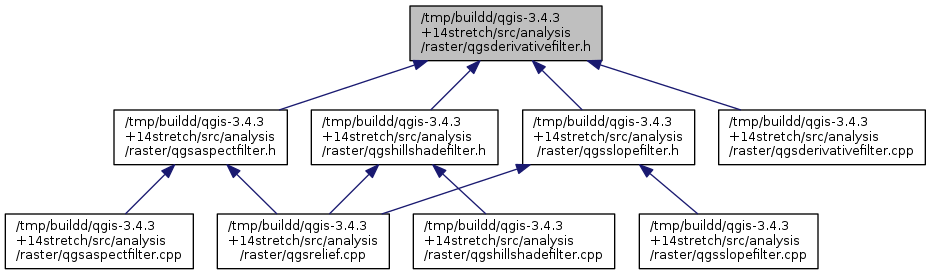 /tmp/buildd/qgis-3.4.3
+14stretch/src/analysis
/raster/qgsderivativefilter.h
/tmp/buildd/qgis-3.4.3
+14stretch/src/analysis
/raster/qgsaspectfilter.h
/tmp/buildd/qgis-3.4.3
+14stretch/src/analysis
/raster/qgshillshadefilter.h
/tmp/buildd/qgis-3.4.3
+14stretch/src/analysis
/raster/qgsslopefilter.h
/tmp/buildd/qgis-3.4.3
+14stretch/src/analysis
/raster/qgsderivativefilter.cpp
/tmp/buildd/qgis-3.4.3
+14stretch/src/analysis
/raster/qgsaspectfilter.cpp
/tmp/buildd/qgis-3.4.3
+14stretch/src/analysis
/raster/qgsrelief.cpp
/tmp/buildd/qgis-3.4.3
+14stretch/src/analysis
/raster/qgshillshadefilter.cpp
/tmp/buildd/qgis-3.4.3
+14stretch/src/analysis
/raster/qgsslopefilter.cpp